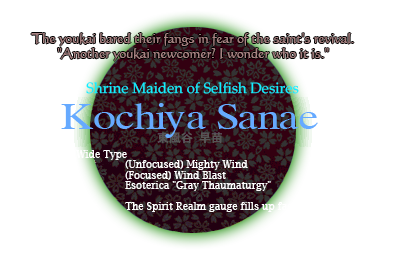 The youkai bared their fangs in fear of the saint's revival.
"Another youkai newcomer? I wonder who it is."
Shrine Maiden of Selfish Desires
Kochiya Sanae
東風谷 早苗
Wide Type
(Unfocused) Mighty Wind
(Focused) Wind Blast
Esoterica "Gray Thaumaturgy"
The Spirit Realm gauge fills up